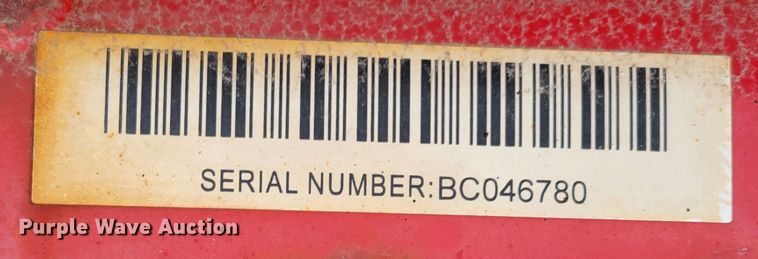 SERIAL NUMBER:BC046780
Purple Wave Auction